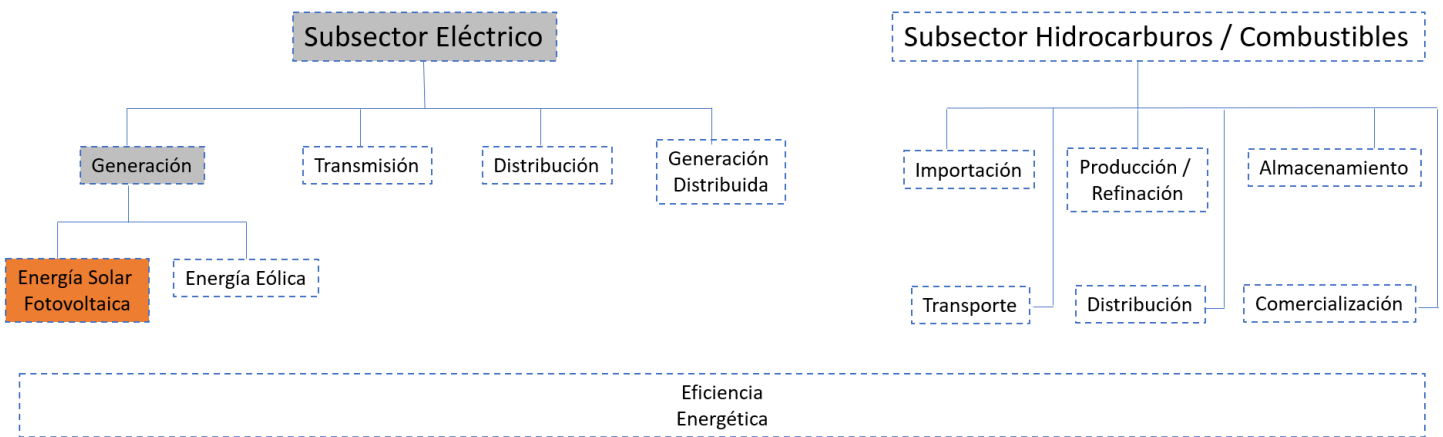 Subsector Eléctrico
Subsector Hidrocarburos / Combustibles
Generación
Transmisión
Distribución
Generación
Distribuida
Importación
Producción /
Refinación
Almacenamiento
Energía Solar
Fotovoltaica
Energía Eólica
Transporte
Distribución
Comercialización
Eficiencia
Energética